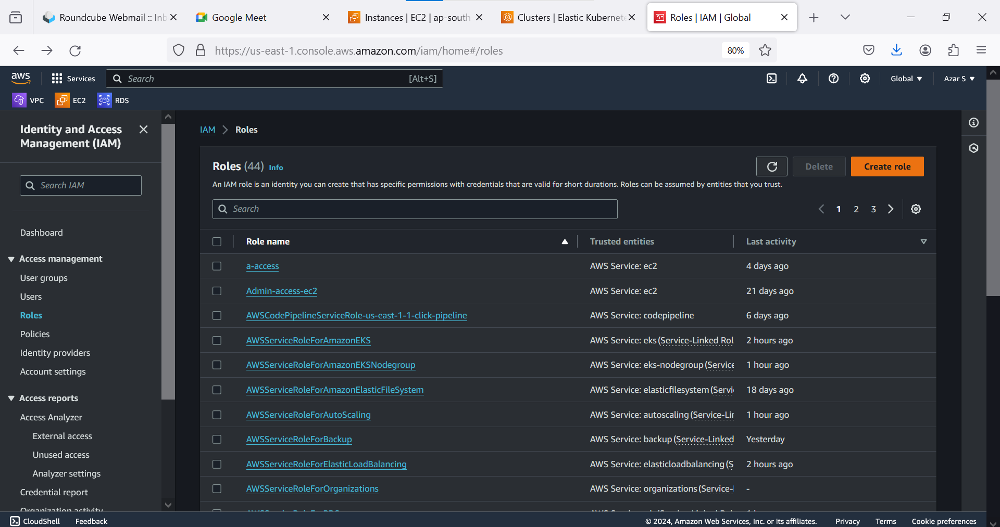 Roundcube Webmail :: Inb
Google Meet
Instances | EC2 | ap-south-
Clusters | Elastic Kubernete
Roles | IAM | Global
https://us-east-1.console.aws.amazon.com/iam/home#/roles
80%
aws
Services
Search
[Alt+S]
Global
Azar S
VPC
EC2
RDS
Identity and Access
Management (IAM)
Search IAM
Dashboard
Access management
User groups
Users
Roles
Policies
Identity providers
Account settings
Access reports
Access Analyzer
External access
Unused access
Analyzer settings
Credential report
Organization activity
IAM > Roles
Roles (44) Info
Delete
Create role
An IAM role is an identity you can create that has specific permissions with credentials that are valid for short durations. Roles can be assumed by entities that you trust.
Search
1 2 3
Role name Trusted entities Last activity
a-access AWS Service: ec2 4 days ago
Admin-access-ec2 AWS Service: ec2 21 days ago
AWSCodePipelineServiceRole-us-east-1-1-click-pipeline AWS Service: codepipeline 6 days ago
AWSServiceRoleForAmazonEKS AWS Service: eks (Service-Linked Rol 2 hours ago
AWSServiceRoleForAmazonEKSNodegroup AWS Service: eks-nodegroup (Service 1 hour ago
AWSServiceRoleForAmazonElasticFileSystem AWS Service: elasticfilesystem (Servi 18 days ago
AWSServiceRoleForAutoScaling AWS Service: autoscaling (Service-Lin 1 hour ago
AWSServiceRoleForBackup AWS Service: backup (Service-Linked Yesterday
AWSServiceRoleForElasticLoadBalancing AWS Service: elasticloadbalancing (S 2 hours ago
AWSServiceRoleForOrganizations AWS Service: organizations (Service- -
CloudShell
Feedback
© 2024, Amazon Web Services, Inc. or its affiliates.
Privacy
Terms
Cookie preferences